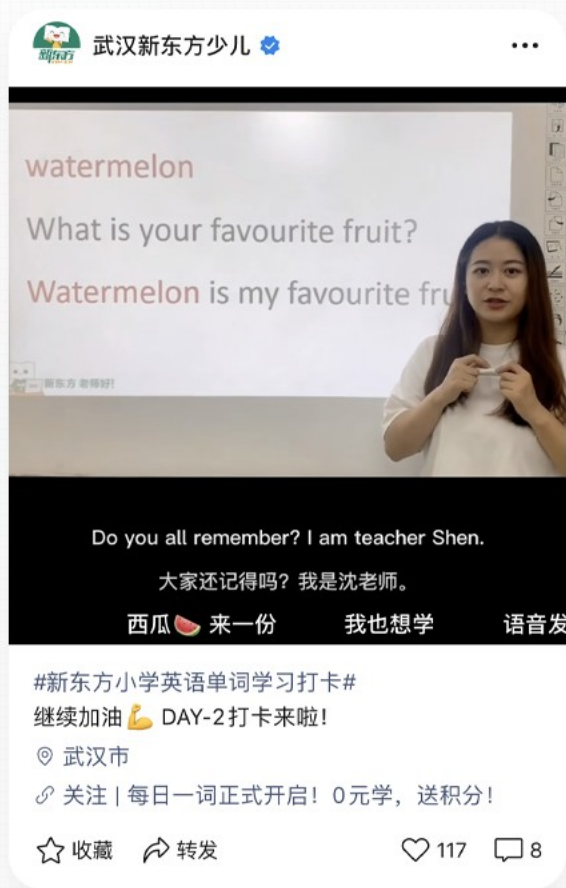 新东方
武汉新东方少儿
watermelon
What is your favourite fruit?
Watermelon is my favourite fru
新东方 老师好!
Do you all remember? I am teacher Shen.
大家还记得吗？我是沈老师。
西瓜🍉 来一份 我也想学 语音发
#新东方小学英语单词学习打卡#
继续加油💪 DAY-2打卡来啦！
武汉市
关注 | 每日一词正式开启！0元学，送积分！
收藏 转发 117 8